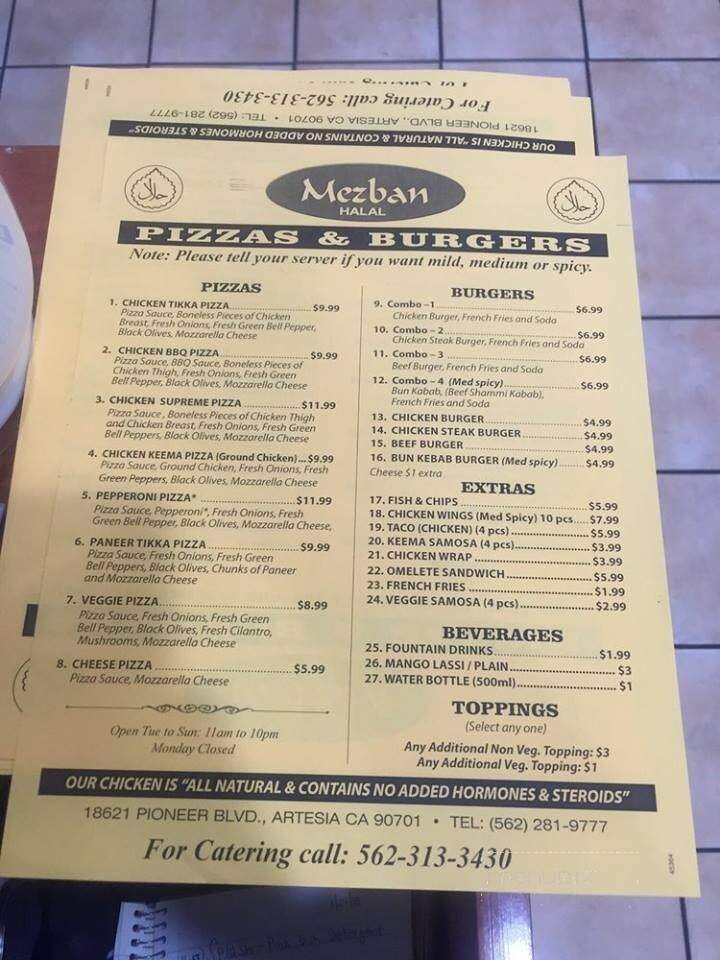 For Catering call: 562-313-3430
18621 PIONEER BLVD., ARTESIA CA 90701 • TEL: (562) 281-9777
OUR CHICKEN IS "ALL NATURAL & CONTAINS NO ADDED HORMONES & STEROIDS"
حلال
Mezban
HALAL
حلال
PIZZAS & BURGERS
Note: Please tell your server if you want mild, medium or spicy.
PIZZAS
1. CHICKEN TIKKA PIZZA $9.99
Pizza Sauce, Boneless Pieces of Chicken
Breast, Fresh Onions, Fresh Green Bell Pepper,
Black Olives, Mozzarella Cheese
2. CHICKEN BBQ PIZZA $9.99
Pizza Sauce, BBQ Sauce, Boneless Pieces of
Chicken Thigh, Fresh Onions, Fresh Green
Bell Pepper, Black Olives, Mozzarella Cheese
3. CHICKEN SUPREME PIZZA $11.99
Pizza Sauce, Boneless Pieces of Chicken Thigh
and Chicken Breast, Fresh Onions, Fresh Green
Bell Peppers, Black Olives, Mozzarella Cheese
4. CHICKEN KEEMA PIZZA (Ground Chicken)...$9.99
Pizza Sauce, Ground Chicken, Fresh Onions, Fresh
Green Peppers, Black Olives, Mozzarella Cheese
5. PEPPERONI PIZZA* $11.99
Pizza Sauce, Pepperoni*, Fresh Onions, Fresh
Green Bell Pepper, Black Olives, Mozzarella Cheese,
6. PANEER TIKKA PIZZA $9.99
Pizza Sauce, Fresh Onions, Fresh Green
Bell Peppers, Black Olives, Chunks of Paneer
and Mozzarella Cheese
7. VEGGIE PIZZA $8.99
Pizza Sauce, Fresh Onions, Fresh Green
Bell Pepper, Black Olives, Fresh Cilantro,
Mushrooms, Mozzarella Cheese
8. CHEESE PIZZA $5.99
Pizza Sauce, Mozzarella Cheese
Open Tue to Sun: 11am to 10pm
Monday Closed
BURGERS
9. Combo –1 $6.99
Chicken Burger, French Fries and Soda
10. Combo – 2 $6.99
Chicken Steak Burger, French Fries and Soda
11. Combo – 3 $6.99
Beef Burger, French Fries and Soda
12. Combo – 4 (Med spicy) $6.99
Bun Kabab, (Beef Shammi Kabab),
French Fries and Soda
13. CHICKEN BURGER $4.99
14. CHICKEN STEAK BURGER $4.99
15. BEEF BURGER $4.99
16. BUN KEBAB BURGER (Med spicy) $4.99
Cheese $1 extra
EXTRAS
17. FISH & CHIPS $5.99
18. CHICKEN WINGS (Med Spicy) 10 pcs $7.99
19. TACO (CHICKEN) (4 pcs) $5.99
20. KEEMA SAMOSA (4 pcs) $3.99
21. CHICKEN WRAP $3.99
22. OMELETE SANDWICH $5.99
23. FRENCH FRIES $1.99
24. VEGGIE SAMOSA (4 pcs) $2.99
BEVERAGES
25. FOUNTAIN DRINKS $1.99
26. MANGO LASSI / PLAIN $3
27. WATER BOTTLE (500ml) $1
TOPPINGS
(Select any one)
Any Additional Non Veg. Topping: $3
Any Additional Veg. Topping: $1
OUR CHICKEN IS "ALL NATURAL & CONTAINS NO ADDED HORMONES & STEROIDS"
18621 PIONEER BLVD., ARTESIA CA 90701 • TEL: (562) 281-9777
For Catering call: 562-313-3430